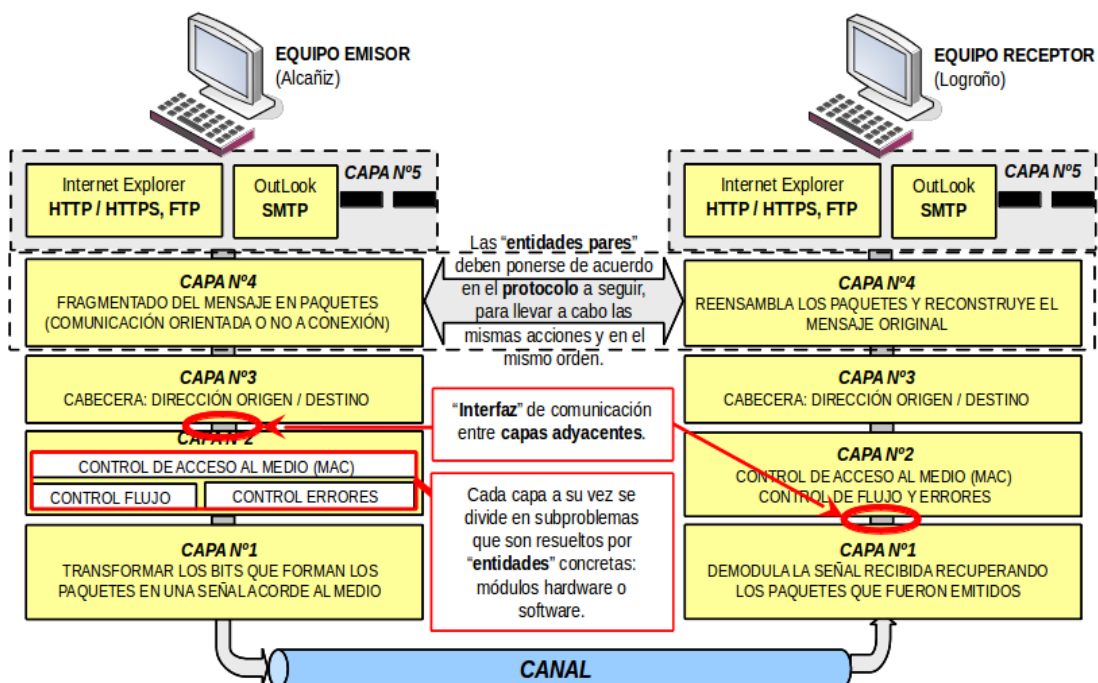 EQUIPO EMISOR
(Alcañiz)
EQUIPO RECEPTOR
(Logroño)
Internet Explorer
HTTP / HTTPS, FTP
OutLook
SMTP
CAPA Nº5
Internet Explorer
HTTP / HTTPS, FTP
OutLook
SMTP
CAPA Nº5
Las “entidades pares”
deben ponerse de acuerdo
en el protocolo a seguir,
para llevar a cabo las
mismas acciones y en el
mismo orden.
CAPA Nº4
FRAGMENTADO DEL MENSAJE EN PAQUETES
(COMUNICACIÓN ORIENTADA O NO A CONEXIÓN)
CAPA Nº4
REENSAMBLA LOS PAQUETES Y RECONSTRUYE EL
MENSAJE ORIGINAL
CAPA Nº3
CABECERA: DIRECCIÓN ORIGEN / DESTINO
CAPA Nº3
CABECERA: DIRECCIÓN ORIGEN / DESTINO
“Interfaz” de comunicación
entre capas adyacentes.
CAPA Nº2
CONTROL DE ACCESO AL MEDIO (MAC)
CONTROL FLUJO
CONTROL ERRORES
CAPA Nº2
CONTROL DE ACCESO AL MEDIO (MAC)
CONTROL DE FLUJO Y ERRORES
Cada capa a su vez se
divide en subproblemas
que son resueltos por
“entidades” concretas:
módulos hardware o
software.
CAPA Nº1
TRANSFORMAR LOS BITS QUE FORMAN LOS
PAQUETES EN UNA SEÑAL ACORDE AL MEDIO
CAPA Nº1
DEMODULA LA SEÑAL RECIBIDA RECUPERANDO
LOS PAQUETES QUE FUERON EMITIDOS
CANAL